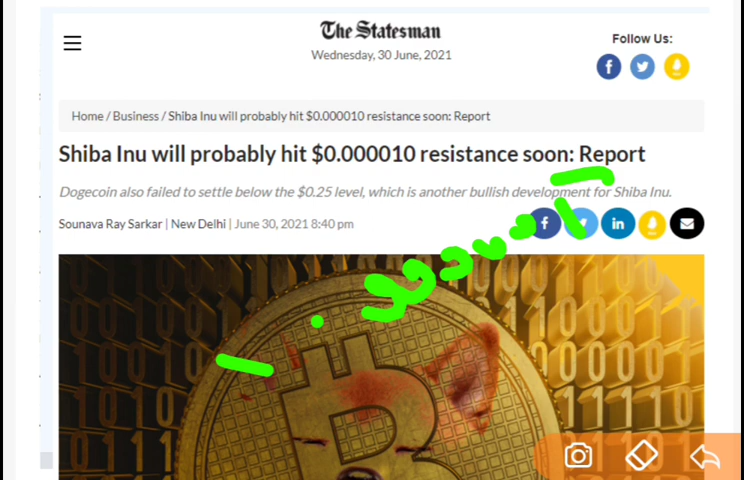 The Statesman
Wednesday, 30 June, 2021
Follow Us:
Home / Business / Shiba Inu will probably hit $0.000010 resistance soon: Report
Shiba Inu will probably hit $0.000010 resistance soon: Report
Dogecoin also failed to settle below the $0.25 level, which is another bullish development for Shiba Inu.
Sounava Ray Sarkar | New Delhi | June 30, 2021 8:40 pm